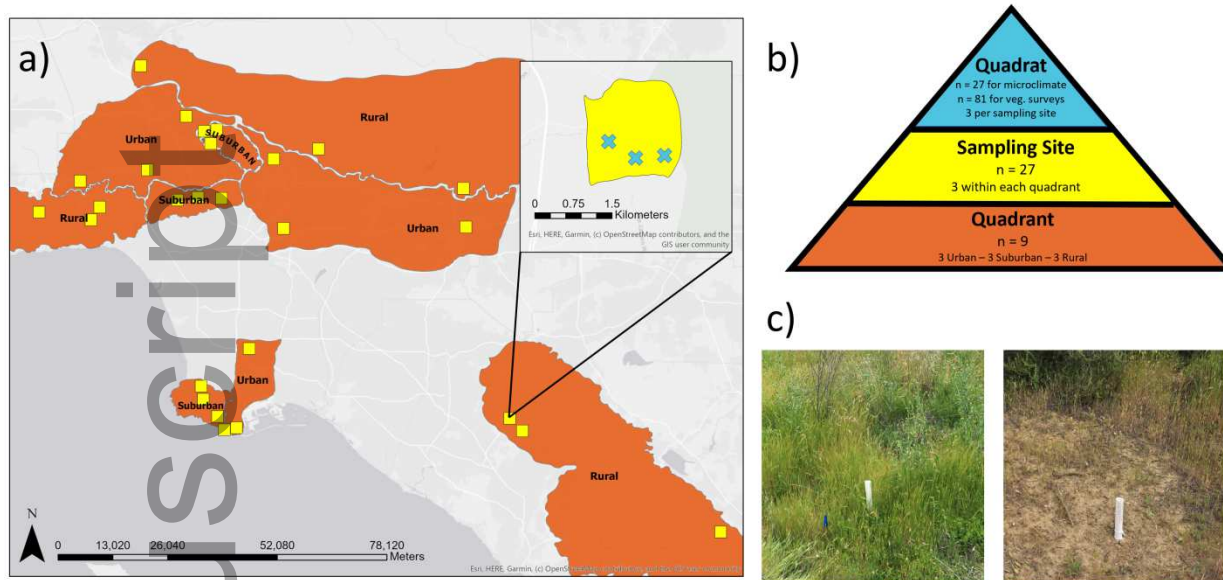 a)
Rural
Urban
SUBURBAN
Rural
Suburban
Urban
Urban
Suburban
Rural
0 0.75 1.5
Kilometers
Esri, HERE, Garmin, (c) OpenStreetMap contributors, and the
GIS user community
N
0 13,020 26,040 52,080 78,120
Meters
uscript
b)
Quadrat
n = 27 for microclimate
n = 81 for veg. surveys
3 per sampling site
Sampling Site
n = 27
3 within each quadrant
Quadrant
n = 9
3 Urban – 3 Suburban – 3 Rural
c)